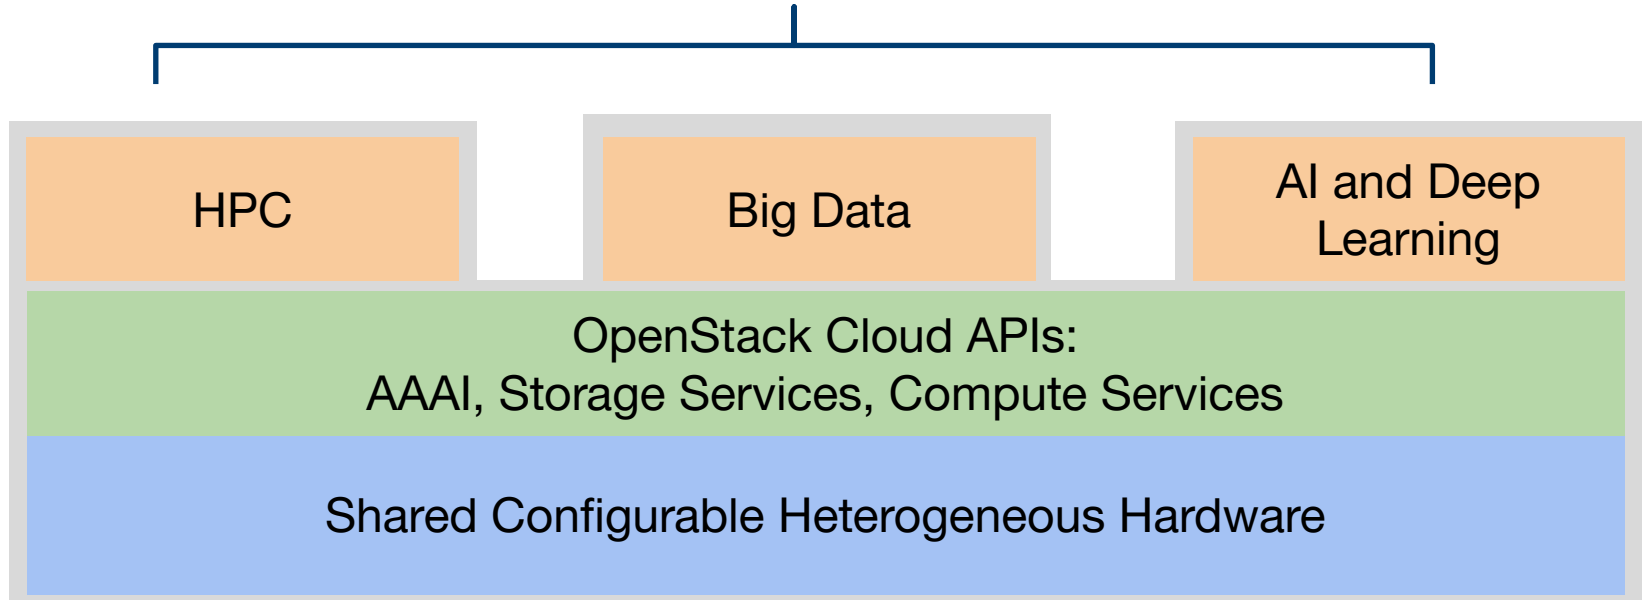 HPC
Big Data
AI and Deep
Learning
OpenStack Cloud APIs:
AAAI, Storage Services, Compute Services
Shared Configurable Heterogeneous Hardware